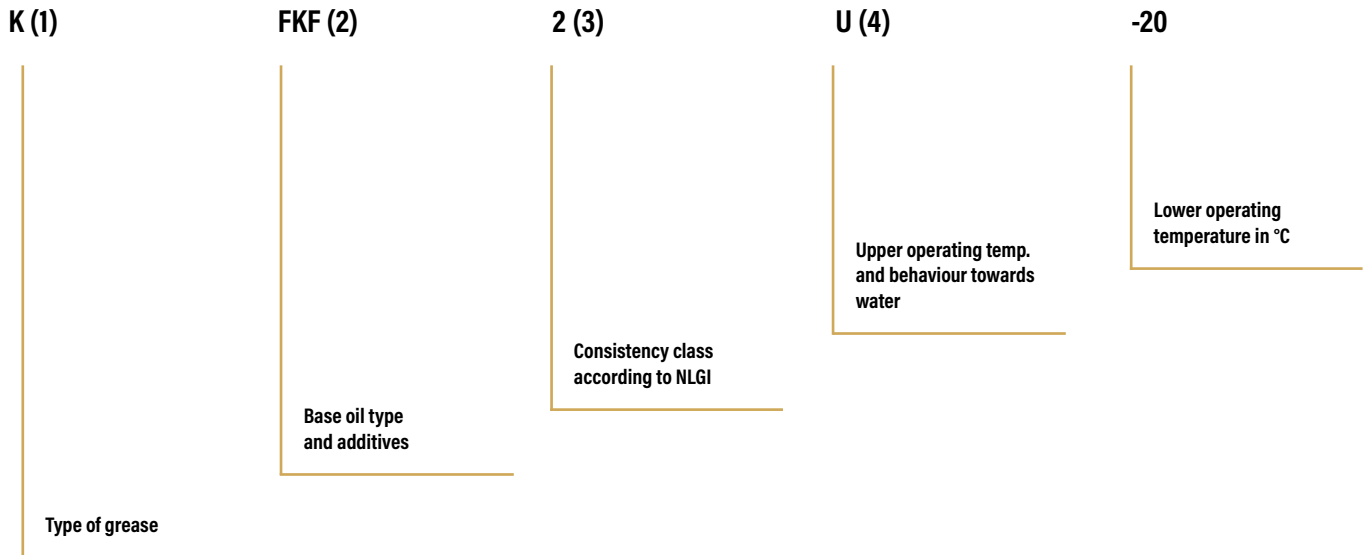 K (1)
FKF (2)
2 (3)
U (4)
-20
Lower operating
temperature in °C
Upper operating temp.
and behaviour towards
water
Consistency class
according to NLGI
Base oil type
and additives
Type of grease